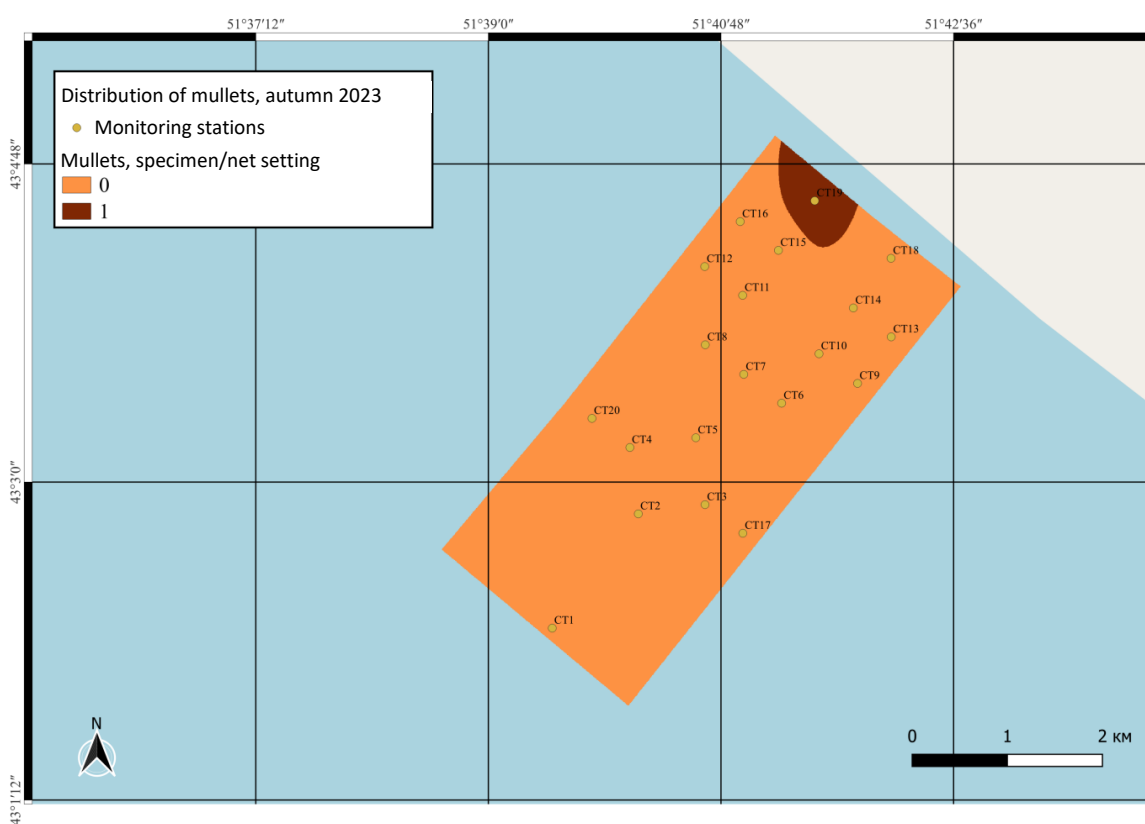 51°37'12" 51°39'0" 51°40'48" 51°42'36"
Distribution of mullets, autumn 2023
Monitoring stations
Mullets, specimen/net setting
0
1
43°4'48"
CT19
CT16
CT15
CT18
CT12
CT11
CT14
CT13
CT8
CT10
CT7
CT9
CT6
CT20
CT5
CT4
43°3'0"
CT3
CT2
CT17
CT1
N
0 1 2 км
43°1'12"